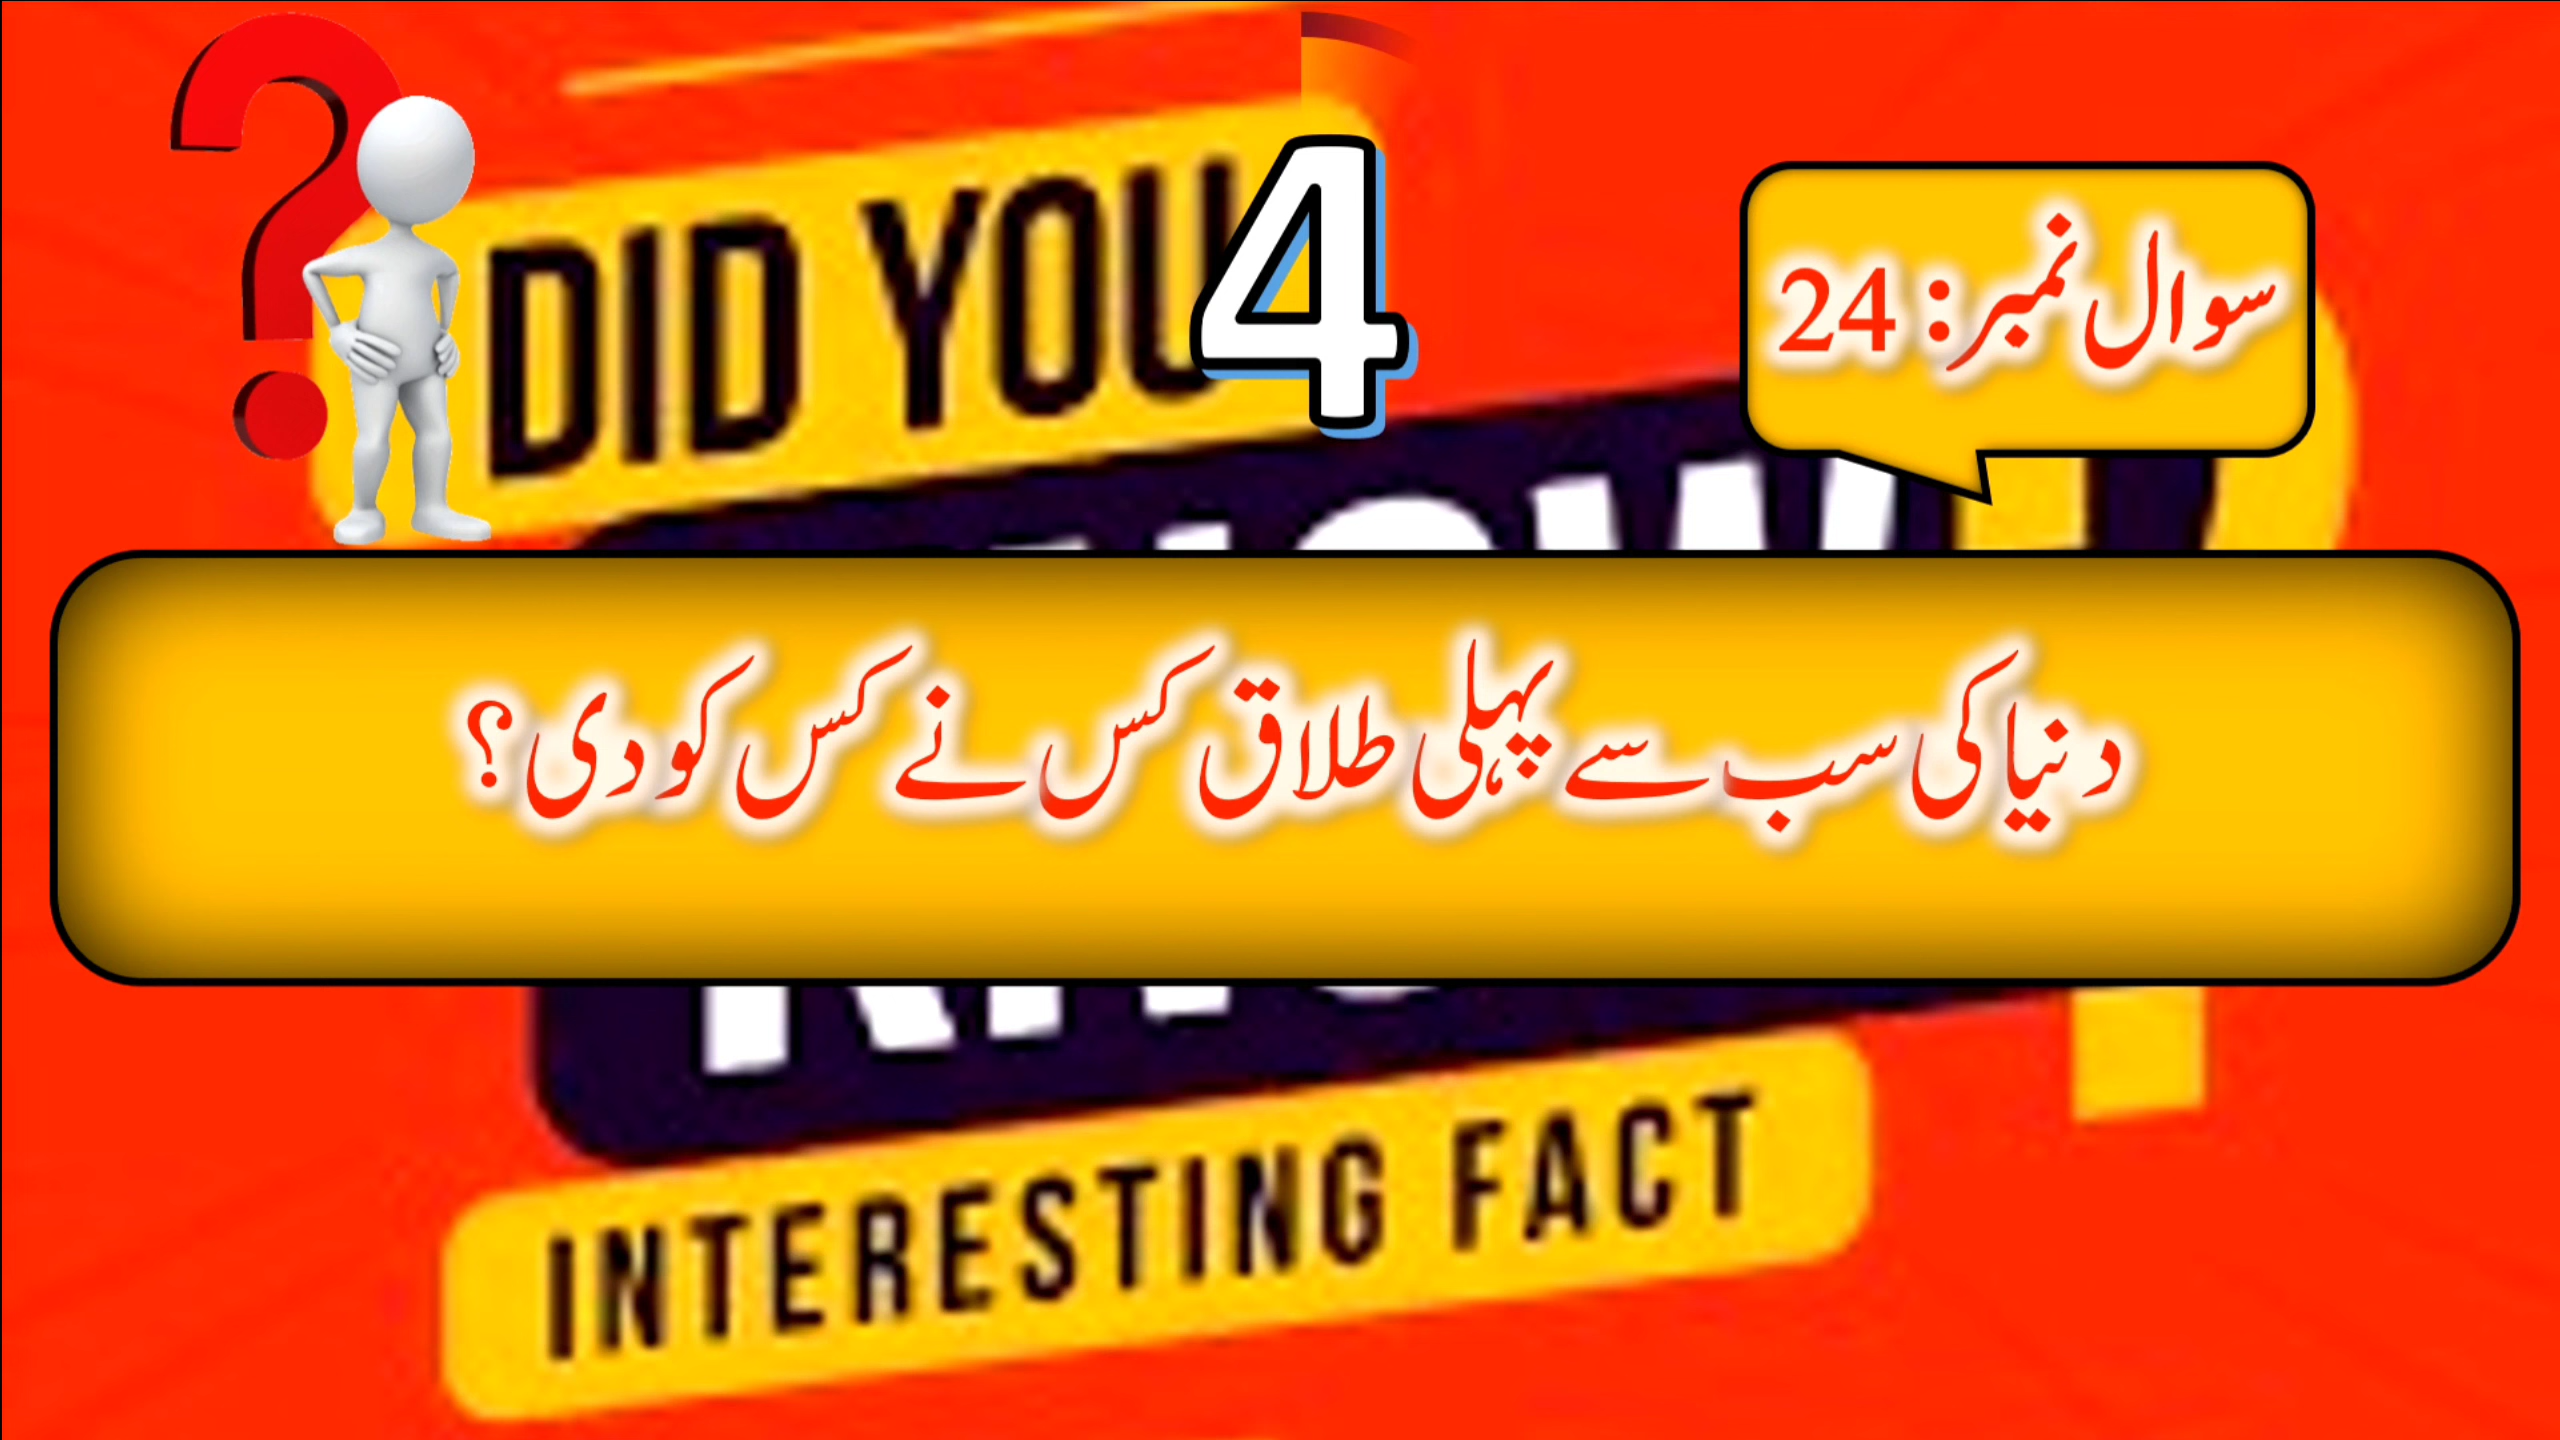 DID YOU
4
سوال نمبر: 24
دنیا کی سب سے پہلی طلاق کس نے کس کو دی؟
INTERESTING FACT